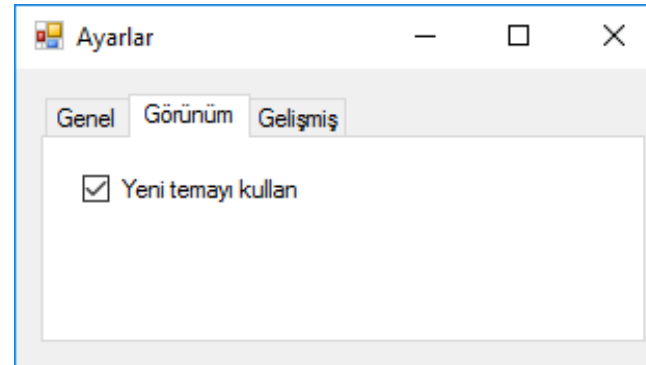 Ayarlar
Genel Görünüm Gelişmiş
Yeni temayı kullan